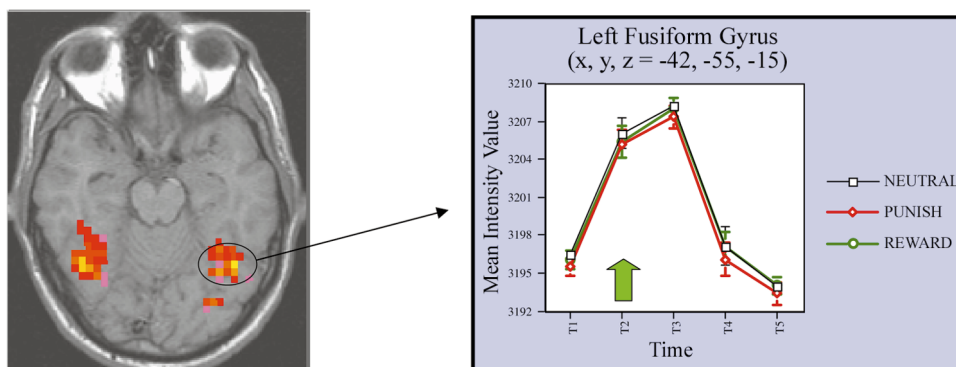 Left Fusiform Gyrus
(x, y, z = -42, -55, -15)
Mean Intensity Value
3210
3207
3204
3201
3198
3195
3192
T1
T2
T3
T4
T5
Time
NEUTRAL
PUNISH
REWARD